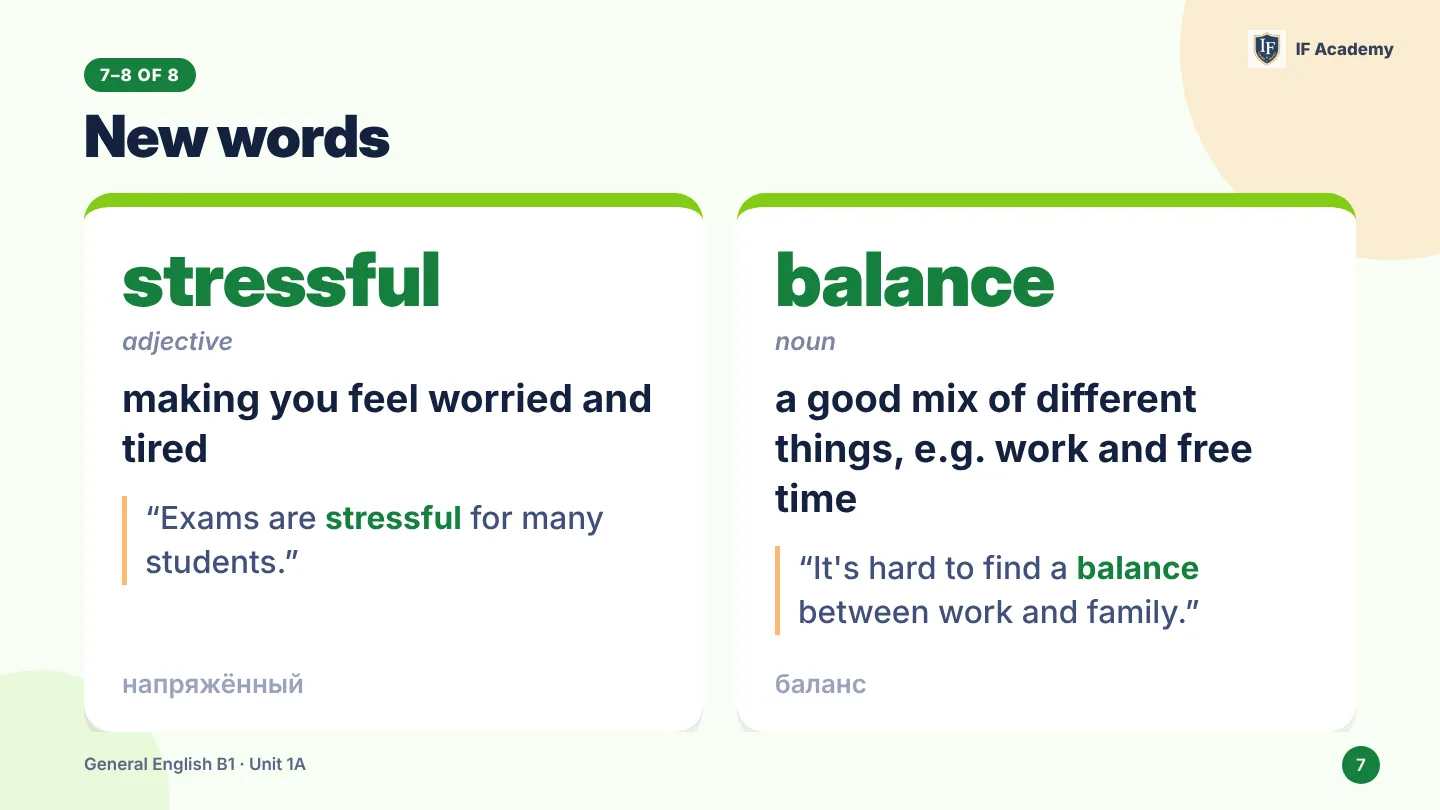 IF
IF Academy
7–8 OF 8
New words
stressful
adjective
making you feel worried and
tired
“Exams are stressful for many
students.”
напряжённый
balance
noun
a good mix of different
things, e.g. work and free
time
“It's hard to find a balance
between work and family.”
баланс
General English B1 · Unit 1A
7